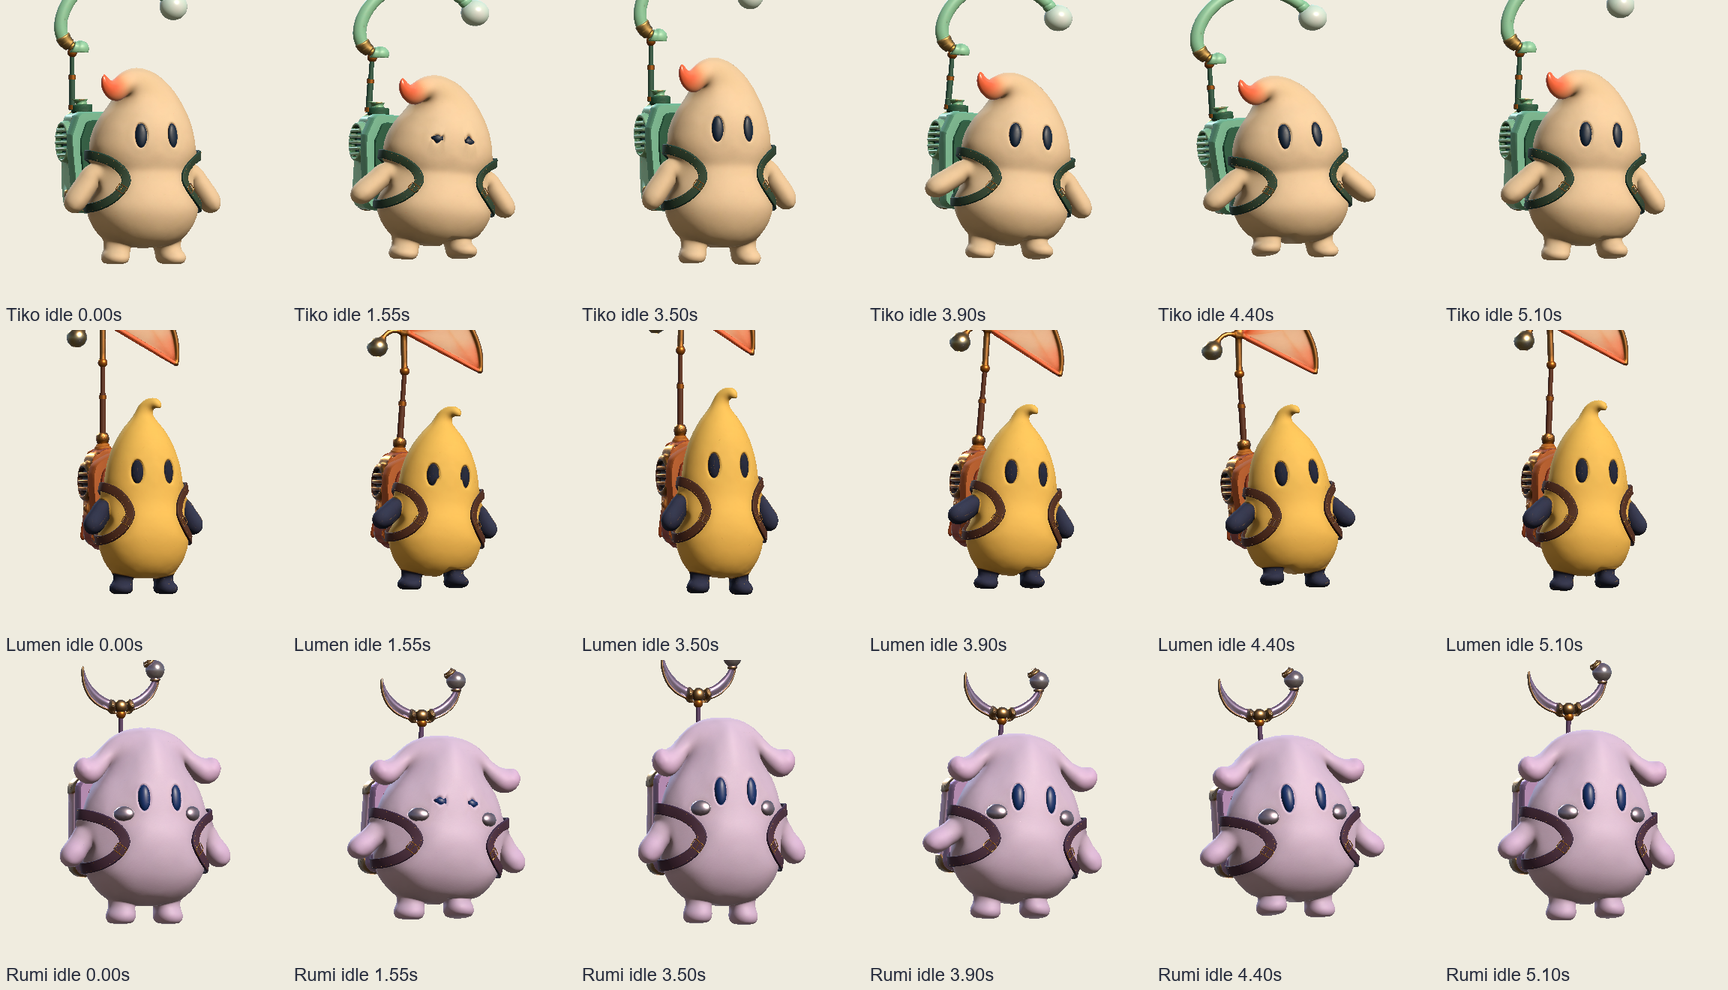 Tiko idle 0.00s
Tiko idle 1.55s
Tiko idle 3.50s
Tiko idle 3.90s
Tiko idle 4.40s
Tiko idle 5.10s
Lumen idle 0.00s
Lumen idle 1.55s
Lumen idle 3.50s
Lumen idle 3.90s
Lumen idle 4.40s
Lumen idle 5.10s
Rumi idle 0.00s
Rumi idle 1.55s
Rumi idle 3.50s
Rumi idle 3.90s
Rumi idle 4.40s
Rumi idle 5.10s